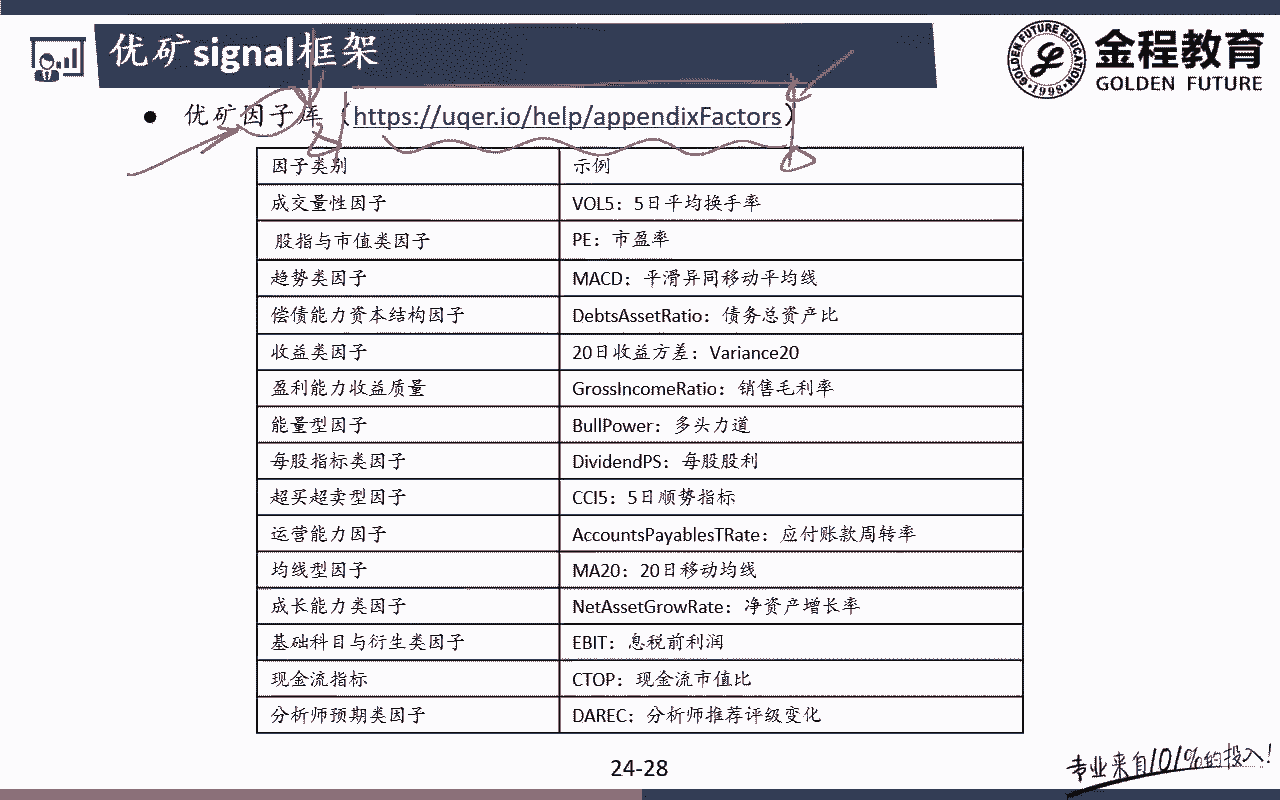 优矿signal框架
金程教育
GOLDEN FUTURE
GOLDEN FUTURE EDUCATION
·1998·
● 优矿因子库（https://uqer.io/help/appendixFactors）
因子类别 示例
成交量性因子 VOL5：5日平均换手率
股指与市值类因子 PE：市盈率
趋势类因子 MACD：平滑异同移动平均线
偿债能力资本结构因子 DebtsAssetRatio：债务总资产比
收益类因子 20日收益方差：Variance20
盈利能力收益质量 GrossIncomeRatio：销售毛利率
能量型因子 BullPower：多头力道
每股指标类因子 DividendPS：每股股利
超买超卖型因子 CCI5：5日顺势指标
运营能力因子 AccountsPayablesTRate：应付账款周转率
均线型因子 MA20：20日移动均线
成长能力类因子 NetAssetGrowRate：净资产增长率
基础科目与衍生类因子 EBIT：息税前利润
现金流指标 CTOP：现金流市值比
分析师预期类因子 DAREC：分析师推荐评级变化
24-28
专业来自101%的投入!